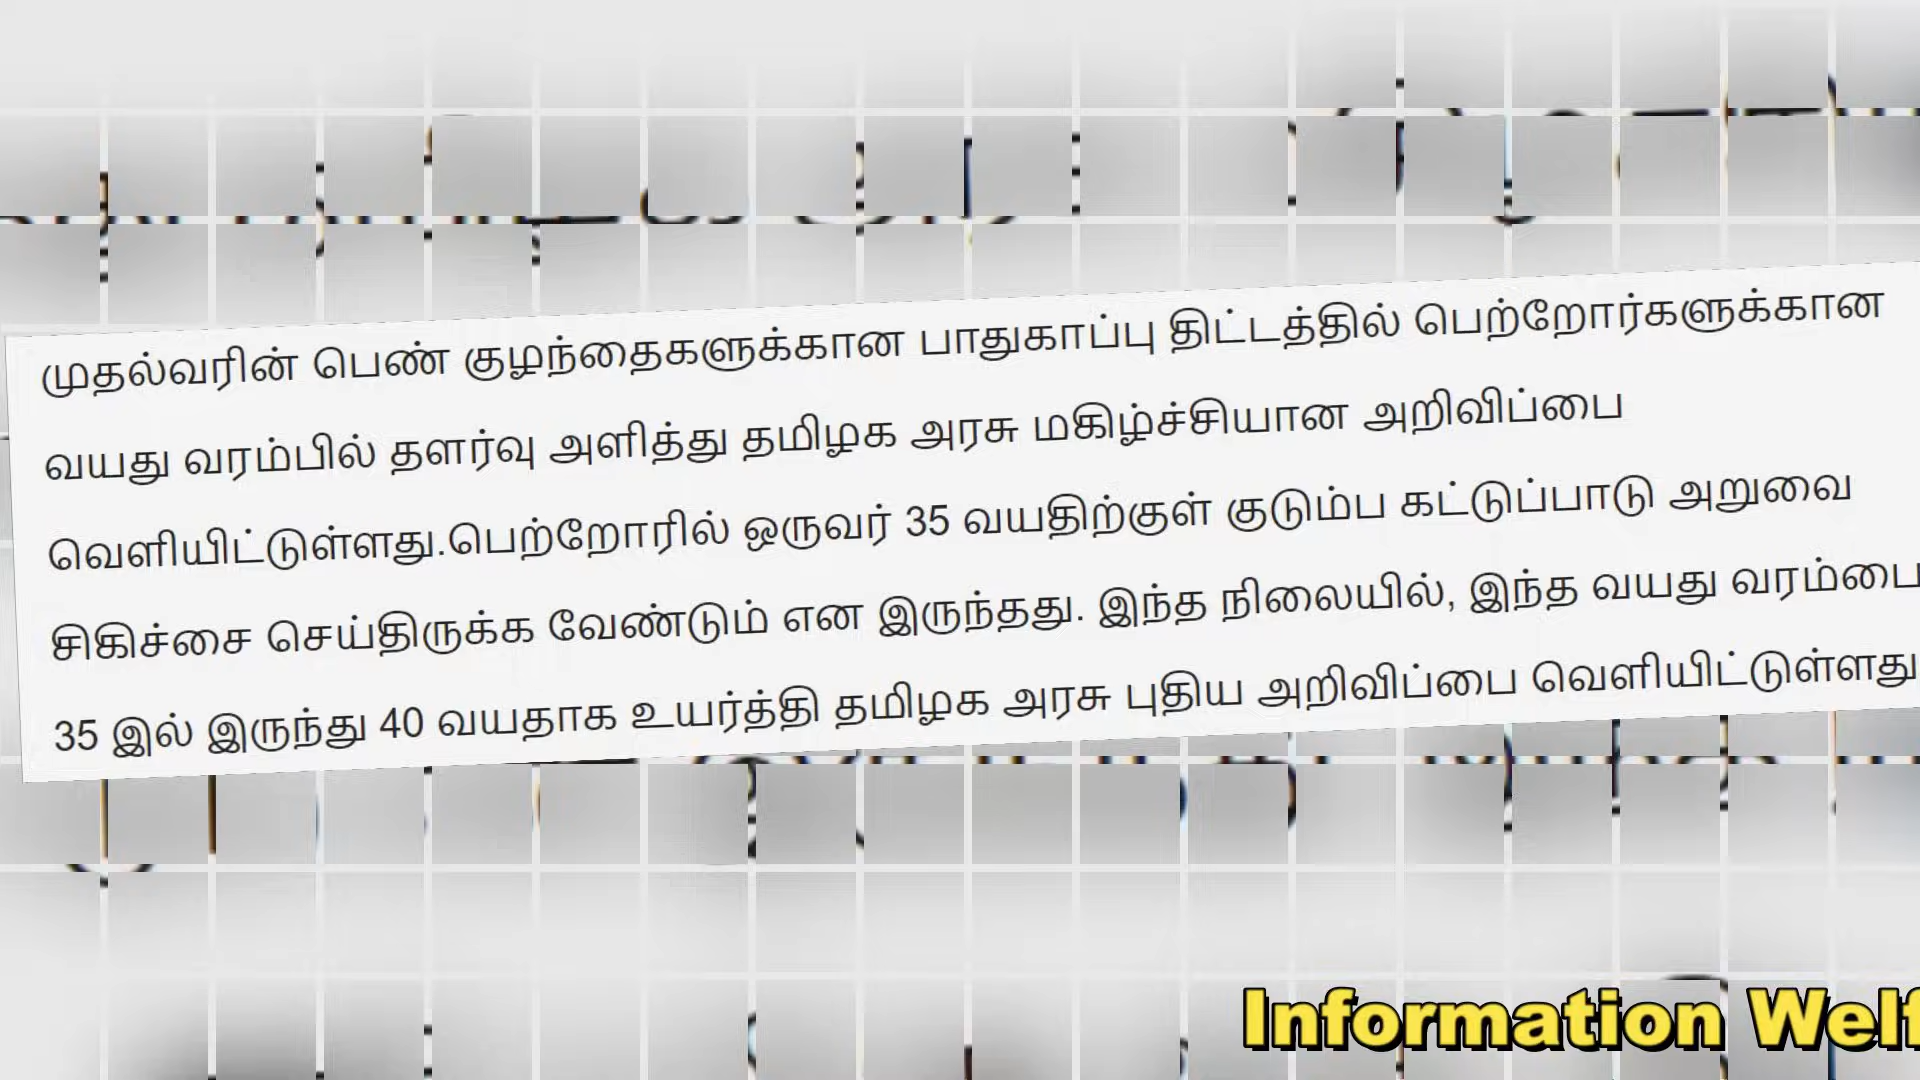 முதல்வரின் பெண் குழந்தைகளுக்கான பாதுகாப்பு திட்டத்தில் பெற்றோர்களுக்கான
வயது வரம்பில் தளர்வு அளித்து தமிழக அரசு மகிழ்ச்சியான அறிவிப்பை
வெளியிட்டுள்ளது.பெற்றோரில் ஒருவர் 35 வயதிற்குள் குடும்ப கட்டுப்பாடு அறுவை
சிகிச்சை செய்திருக்க வேண்டும் என இருந்தது. இந்த நிலையில், இந்த வயது வரம்பை
35 இல் இருந்து 40 வயதாக உயர்த்தி தமிழக அரசு புதிய அறிவிப்பை வெளியிட்டுள்ளது
Information Welf